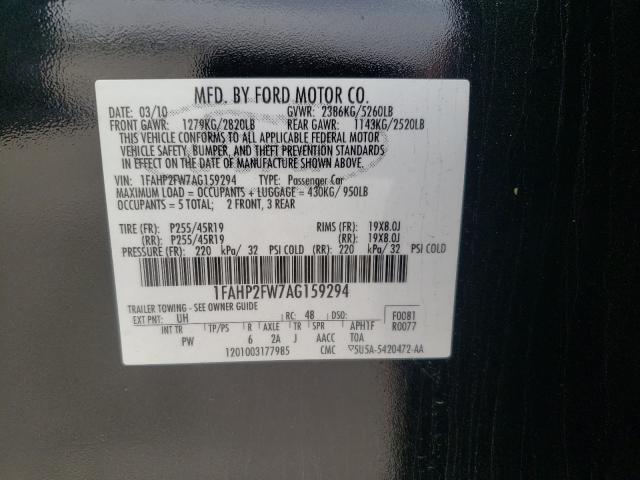 MFD. BY FORD MOTOR CO.
DATE: 03/10 GVWR: 2386KG/5260LB
FRONT GAWR: 1279KG/2820LB REAR GAWR: 1143KG/2520LB
THIS VEHICLE CONFORMS TO ALL APPLICABLE FEDERAL MOTOR
VEHICLE SAFETY, BUMPER, AND THEFT PREVENTION STANDARDS
IN EFFECT ON THE DATE OF MANUFACTURE SHOWN ABOVE.
VIN: 1FAHP2FW7AG159294 TYPE: Passenger Car
MAXIMUM LOAD = OCCUPANTS + LUGGAGE = 430KG/ 950LB
OCCUPANTS = 5 TOTAL; 2 FRONT, 3 REAR
TIRE (FR): P255/45R19 RIMS (FR): 19X8.0J
(RR): P255/45R19 (RR): 19X8.0J
PRESSURE (FR): 220 kPa/ 32 PSI COLD (RR): 220 kPa/ 32 PSI COLD
1FAHP2FW7AG159294
TRAILER TOWING - SEE OWNER GUIDE
EXT PNT: UH RC: 48 DSO: F0081
INT TR TP/PS R AXLE TR SPR APH1F R0077
PW 6 2A J AACC TOA
1201003177985 CMC ▽5U5A-5420472-AA